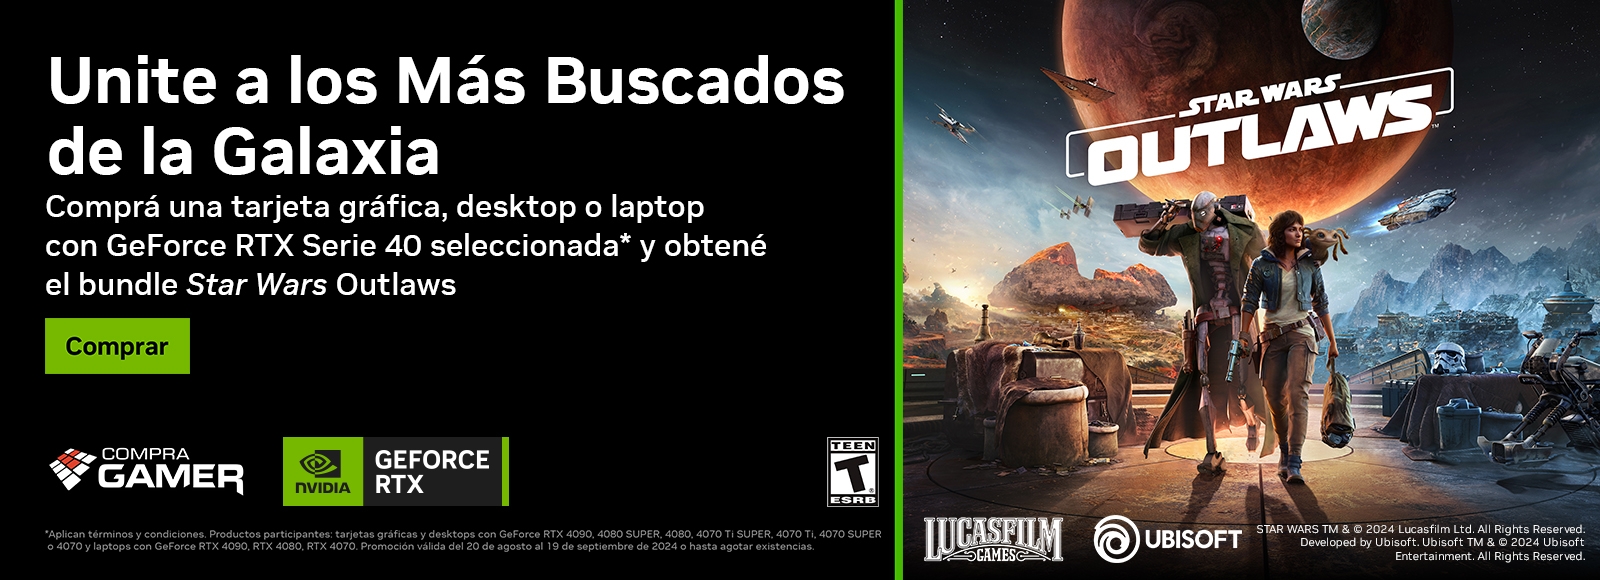 Unite a los Más Buscados
de la Galaxia
Comprá una tarjeta gráfica, desktop o laptop
con GeForce RTX Serie 40 seleccionada* y obtené
el bundle Star Wars Outlaws
Comprar
COMPRA
GAMER
NVIDIA
GEFORCE
RTX
TEEN
T
ESRB
*Aplican términos y condiciones. Productos participantes: tarjetas gráficas y desktops con GeForce RTX 4090, 4080 SUPER, 4080, 4070 Ti SUPER, 4070 Ti, 4070 SUPER
o 4070 y laptops con GeForce RTX 4090, RTX 4080, RTX 4070. Promoción válida del 20 de agosto al 19 de septiembre de 2024 o hasta agotar existencias.
STAR WARS
OUTLAWS™
LUCASFILM
GAMES
UBISOFT
STAR WARS TM & © 2024 Lucasfilm Ltd. All Rights Reserved.
Developed by Ubisoft. Ubisoft TM & © 2024 Ubisoft
Entertainment. All Rights Reserved.